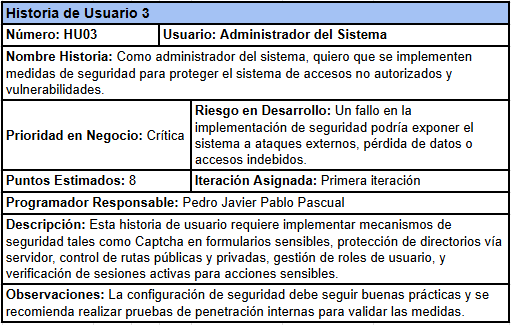 Historia de Usuario 3
Número: HU03
Usuario: Administrador del Sistema
Nombre Historia: Como administrador del sistema, quiero que se implementen
medidas de seguridad para proteger el sistema de accesos no autorizados y
vulnerabilidades.
Prioridad en Negocio: Crítica
Riesgo en Desarrollo: Un fallo en la
implementación de seguridad podría exponer el
sistema a ataques externos, pérdida de datos o
accesos indebidos.
Puntos Estimados: 8
Iteración Asignada: Primera iteración
Programador Responsable: Pedro Javier Pablo Pascual
Descripción: Esta historia de usuario requiere implementar mecanismos de
seguridad tales como Captcha en formularios sensibles, protección de directorios vía
servidor, control de rutas públicas y privadas, gestión de roles de usuario, y
verificación de sesiones activas para acciones sensibles.
Observaciones: La configuración de seguridad debe seguir buenas prácticas y se
recomienda realizar pruebas de penetración internas para validar las medidas.